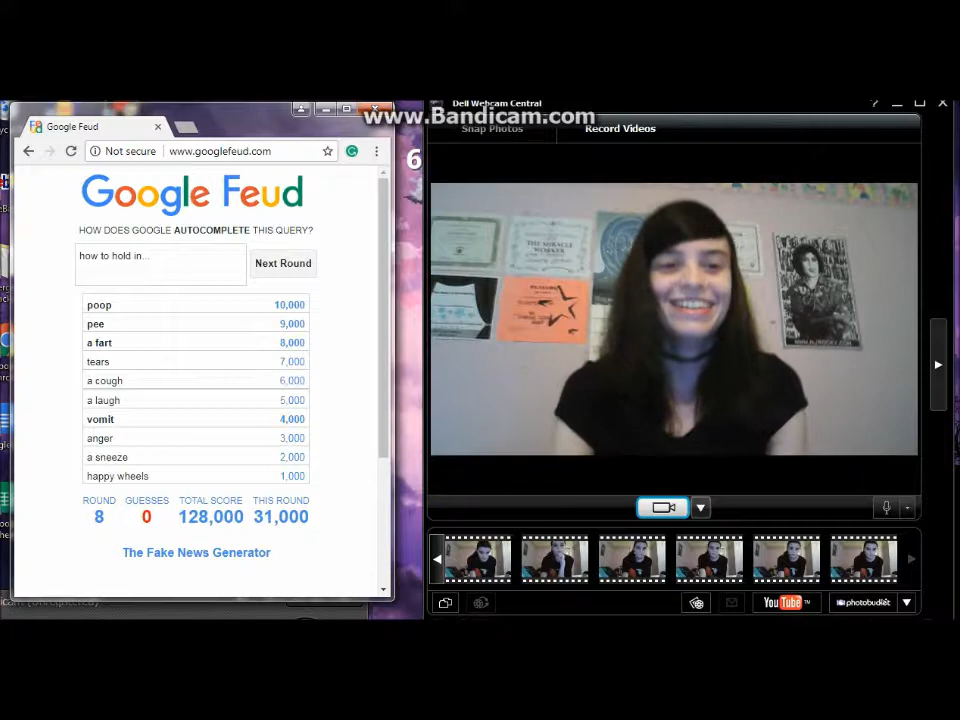 www.Bandicam.com
Dell Webcam Central
Snap Photos
Record Videos
Google Feud
Not secure
www.googlefeud.com
6
Google Feud
HOW DOES GOOGLE AUTOCOMPLETE THIS QUERY?
how to hold in...
Next Round
poop 10,000
pee 9,000
a fart 8,000
tears 7,000
a cough 6,000
a laugh 5,000
vomit 4,000
anger 3,000
a sneeze 2,000
happy wheels 1,000
ROUND GUESSES TOTAL SCORE THIS ROUND
8 0 128,000 31,000
The Fake News Generator
THE MIRACLE
WORKER
YouTube™
photobucket